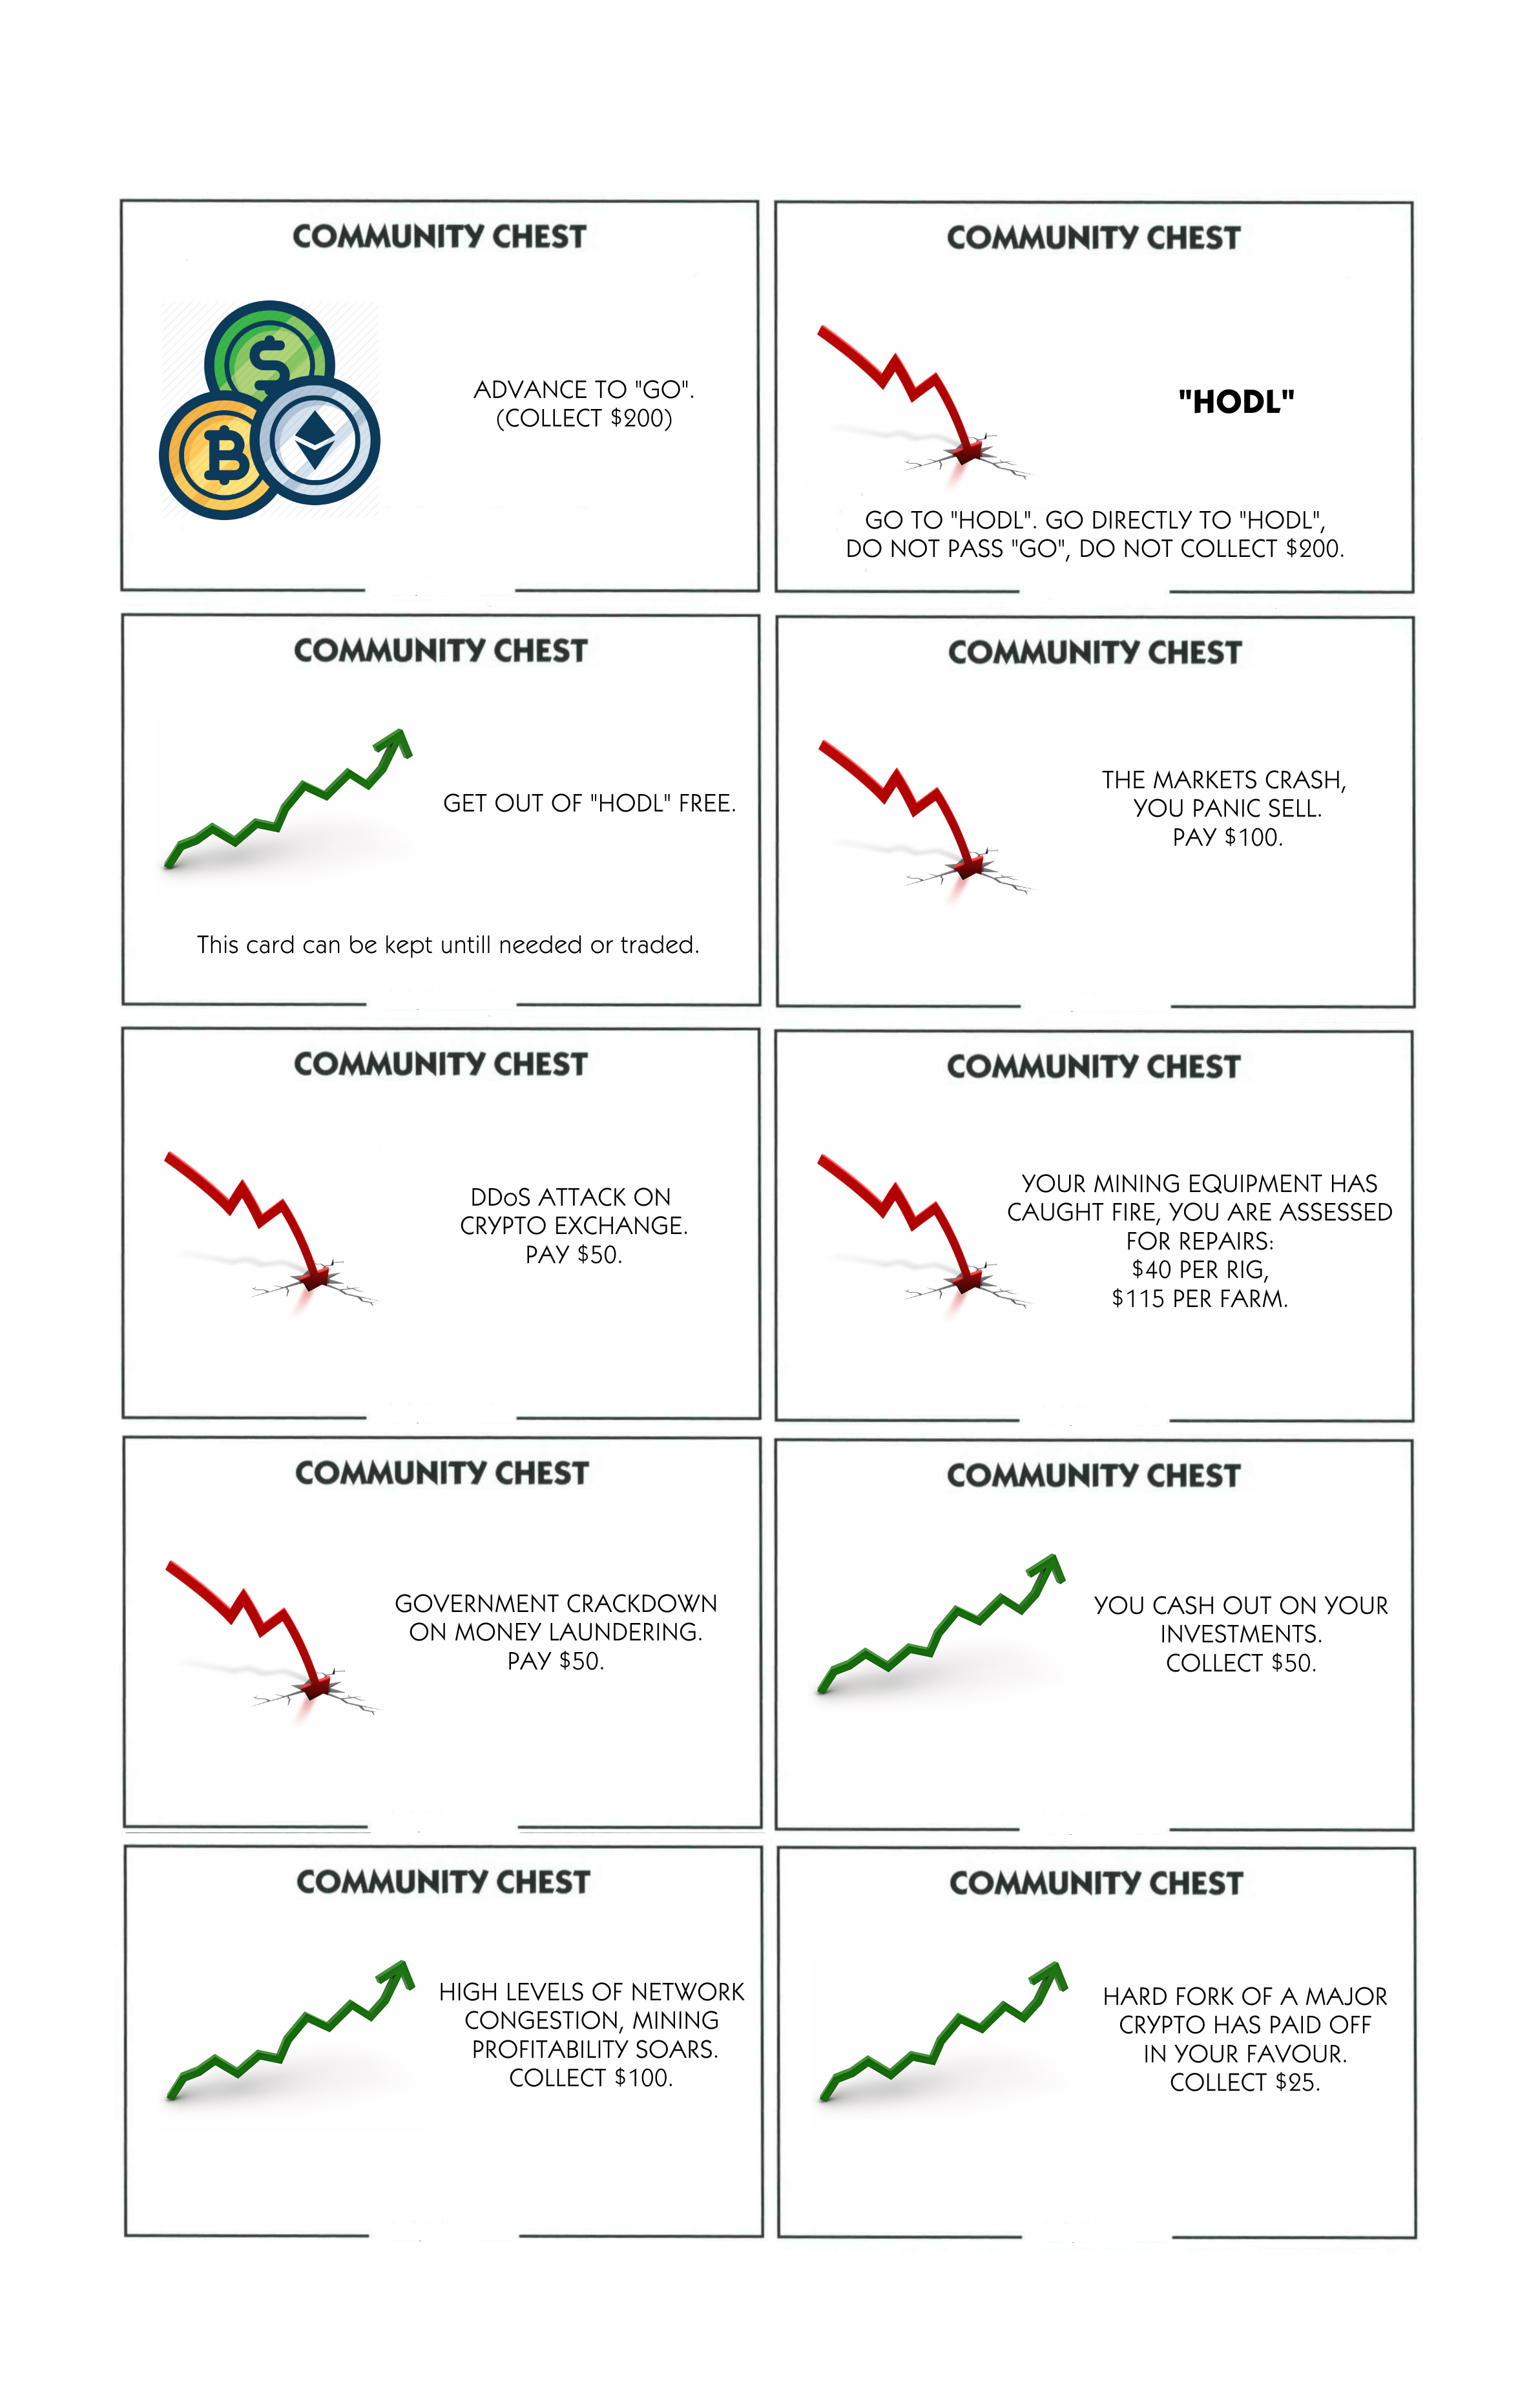 COMMUNITY CHEST
ADVANCE TO "GO".
(COLLECT $200)
COMMUNITY CHEST
"HODL"
GO TO "HODL". GO DIRECTLY TO "HODL",
DO NOT PASS "GO", DO NOT COLLECT $200.
COMMUNITY CHEST
GET OUT OF "HODL" FREE.
This card can be kept untill needed or traded.
COMMUNITY CHEST
THE MARKETS CRASH,
YOU PANIC SELL.
PAY $100.
COMMUNITY CHEST
DDoS ATTACK ON
CRYPTO EXCHANGE.
PAY $50.
COMMUNITY CHEST
YOUR MINING EQUIPMENT HAS
CAUGHT FIRE, YOU ARE ASSESSED
FOR REPAIRS:
$40 PER RIG,
$115 PER FARM.
COMMUNITY CHEST
GOVERNMENT CRACKDOWN
ON MONEY LAUNDERING.
PAY $50.
COMMUNITY CHEST
YOU CASH OUT ON YOUR
INVESTMENTS.
COLLECT $50.
COMMUNITY CHEST
HIGH LEVELS OF NETWORK
CONGESTION, MINING
PROFITABILITY SOARS.
COLLECT $100.
COMMUNITY CHEST
HARD FORK OF A MAJOR
CRYPTO HAS PAID OFF
IN YOUR FAVOUR.
COLLECT $25.